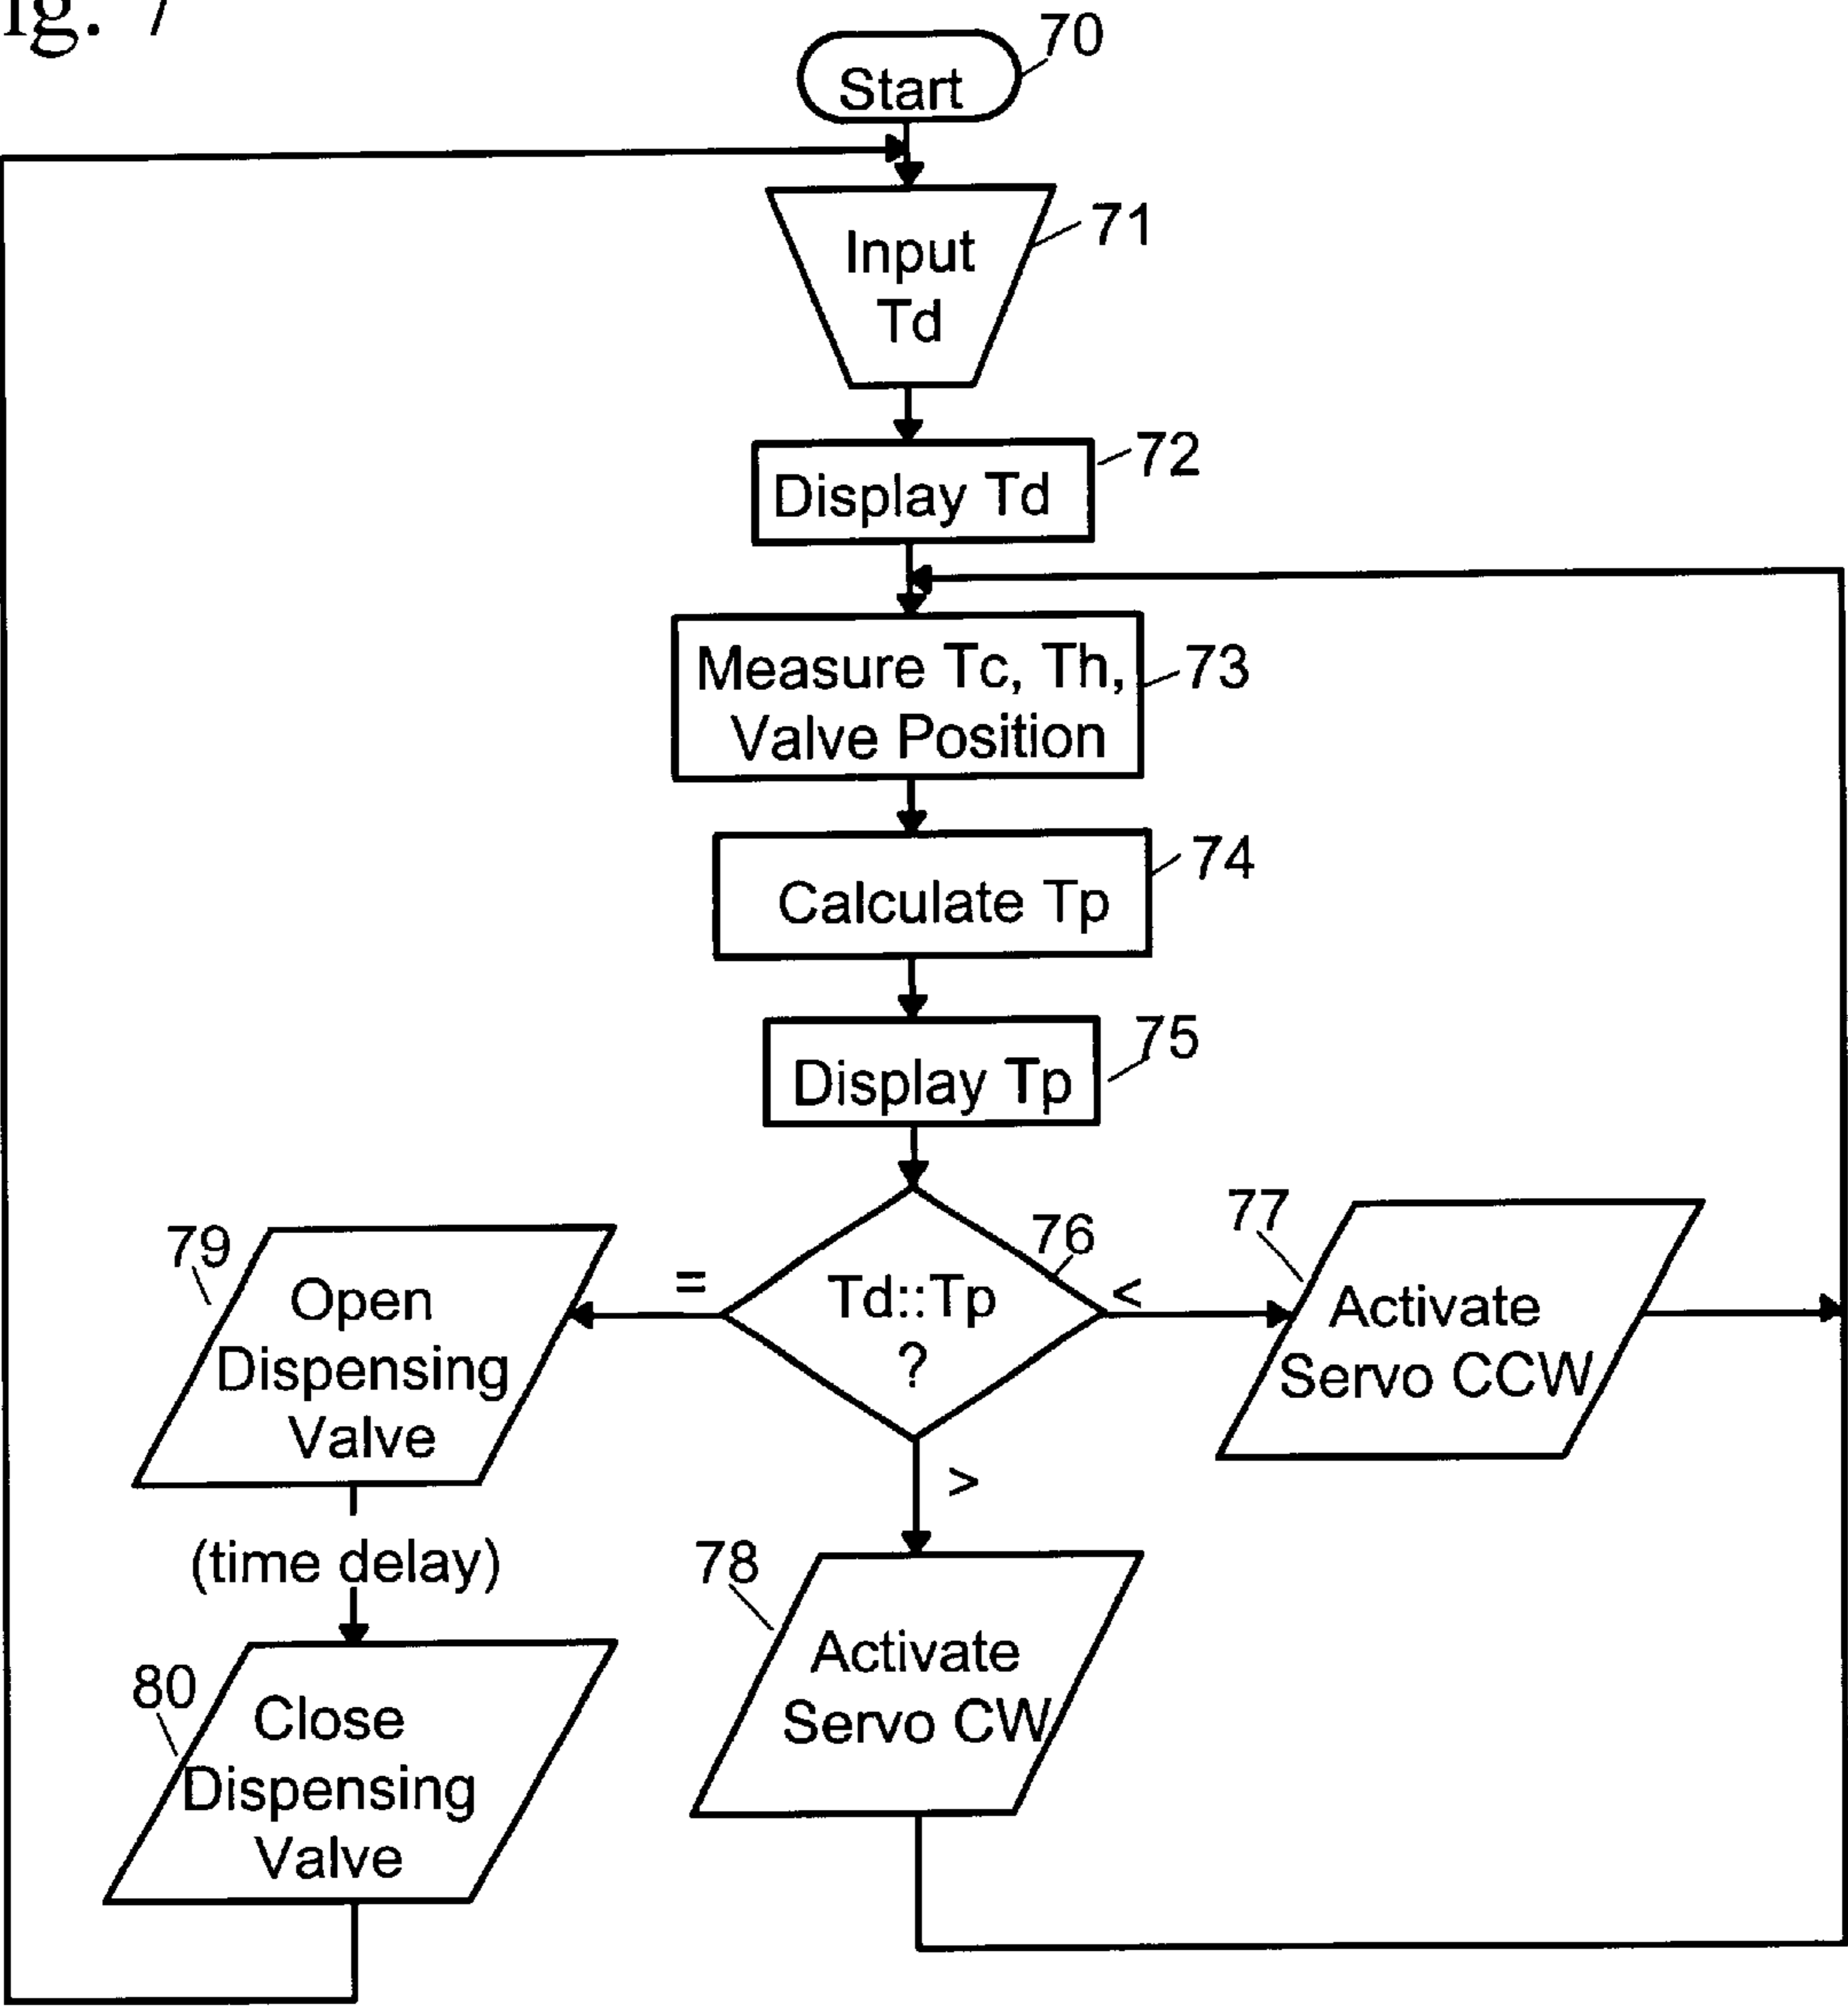 ig. 7
70
Start
71
Input
Td
72
Display Td
73
Measure Tc, Th,
Valve Position
74
Calculate Tp
75
Display Tp
76
Td::Tp
?
=
<
>
77
Activate
Servo CCW
78
Activate
Servo CW
79
Open
Dispensing
Valve
(time delay)
80
Close
Dispensing
Valve